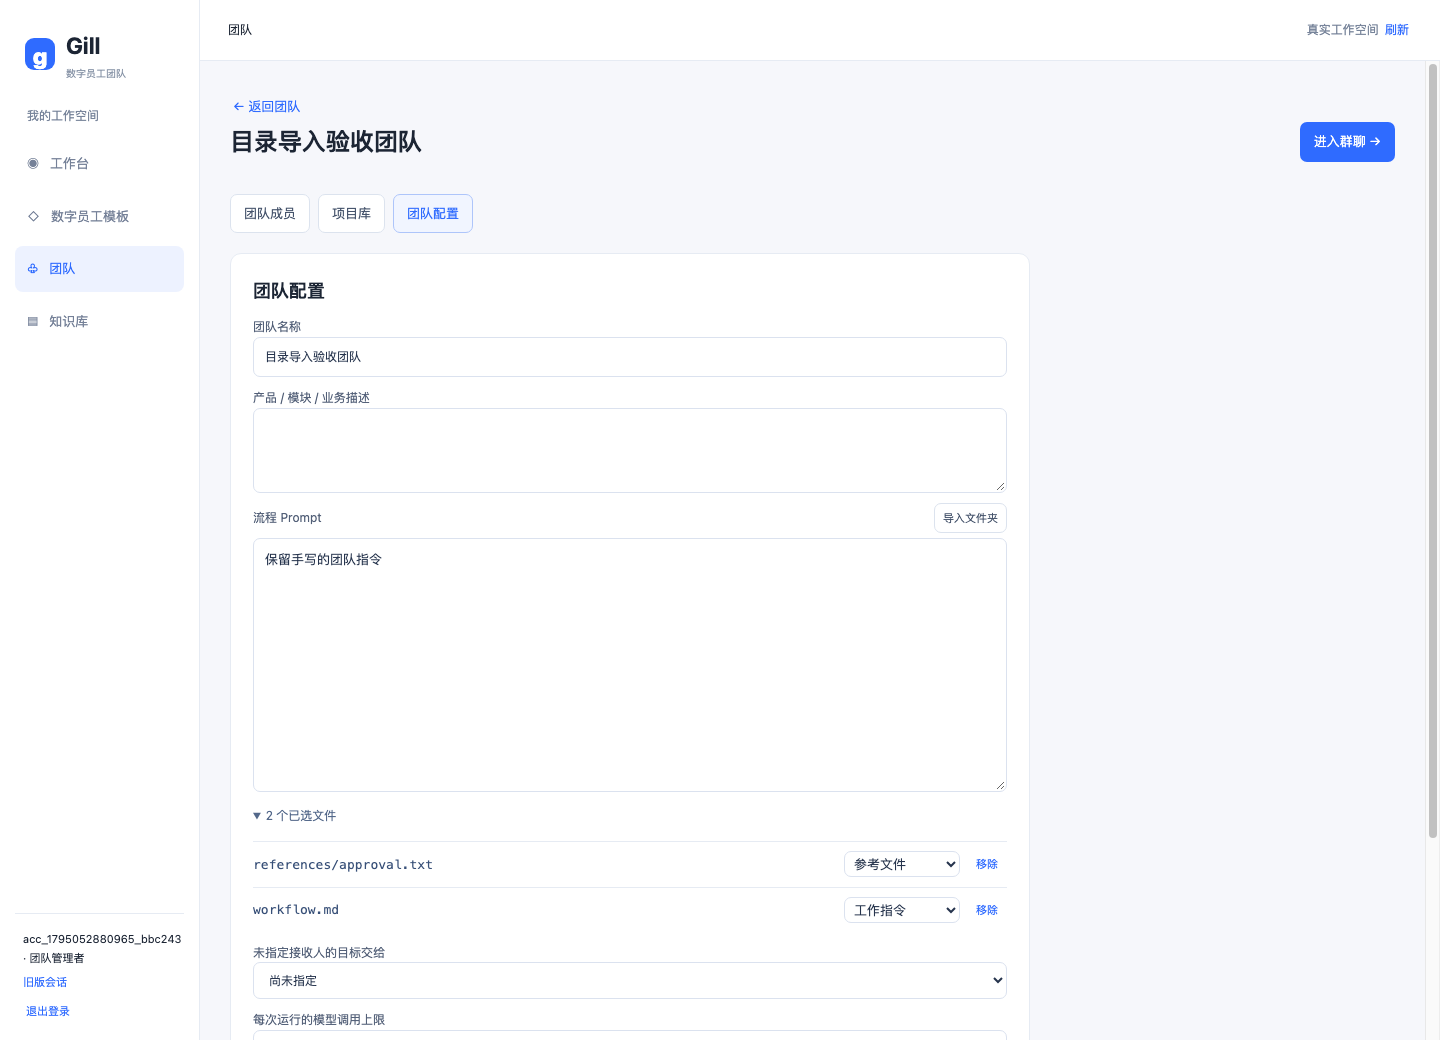 g
Gill
数字员工团队
我的工作空间
工作台
数字员工模板
团队
知识库
acc_1795052880965_bbc243
· 团队管理者
旧版会话
退出登录
团队
真实工作空间 刷新
← 返回团队
目录导入验收团队
进入群聊 →
团队成员 项目库 团队配置
团队配置
团队名称
目录导入验收团队
产品 / 模块 / 业务描述
流程 Prompt 导入文件夹
保留手写的团队指令
▼ 2 个已选文件
references/approval.txt 参考文件 移除
workflow.md 工作指令 移除
未指定接收人的目标交给
尚未指定
每次运行的模型调用上限